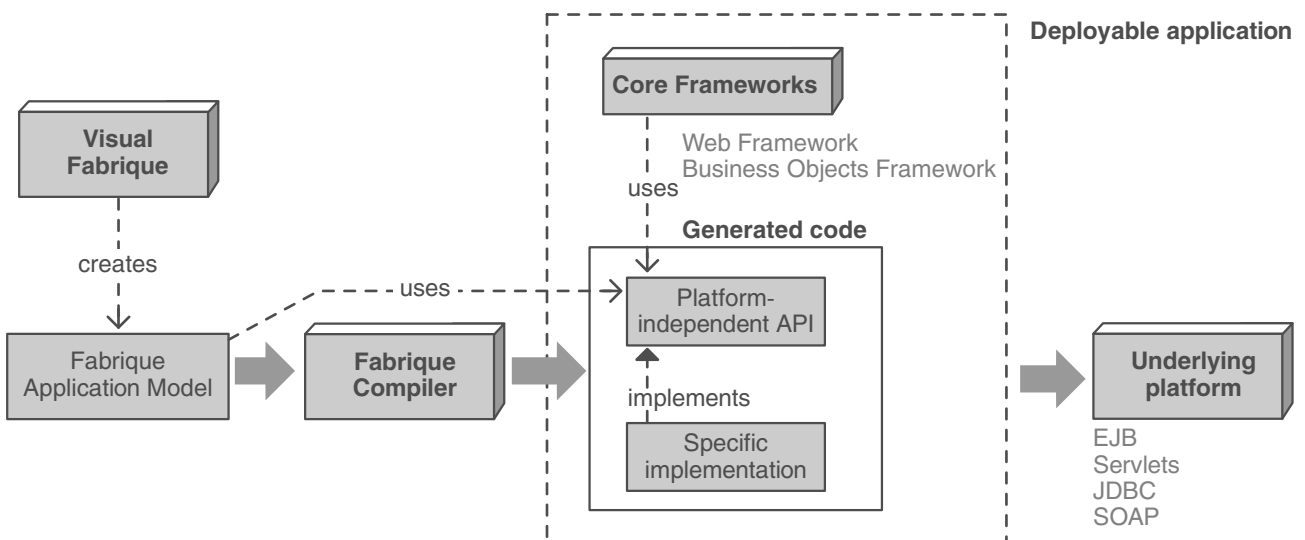 Deployable application
Core Frameworks
Visual
Fabrique
Web Framework
Business Objects Framework
uses
Generated code
creates
uses
Platform-
independent API
Fabrique
Application Model
Fabrique
Compiler
Underlying
platform
implements
Specific
implementation
EJB
Servlets
JDBC
SOAP